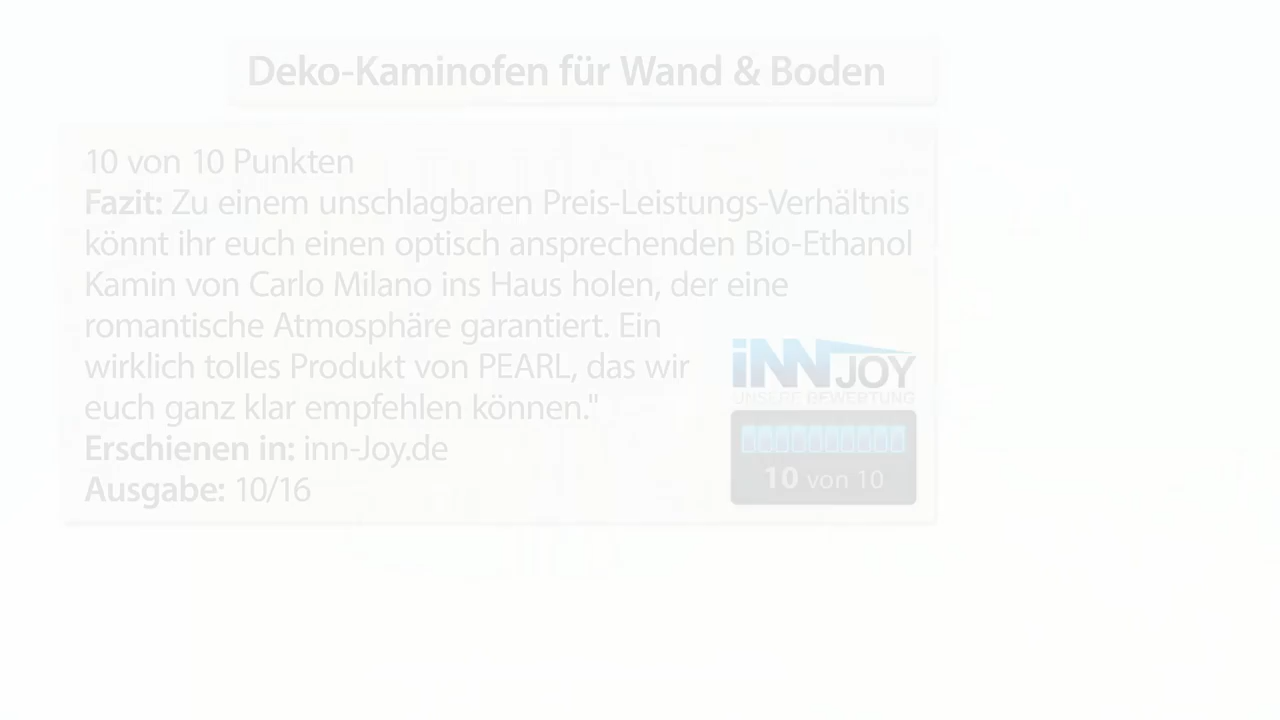 Deko-Kaminofen für Wand & Boden
10 von 10 Punkten
Fazit: Zu einem unschlagbaren Preis-Leistungs-Verhältnis
könnt ihr euch einen optisch ansprechenden Bio-Ethanol
Kamin von Carlo Milano ins Haus holen, der eine
romantische Atmosphäre garantiert. Ein
wirklich tolles Produkt von PEARL, das wir
euch ganz klar empfehlen können."
Erschienen in: inn-Joy.de
Ausgabe: 10/16
iNNJOY
UNSERE BEWERTUNG
10 von 10